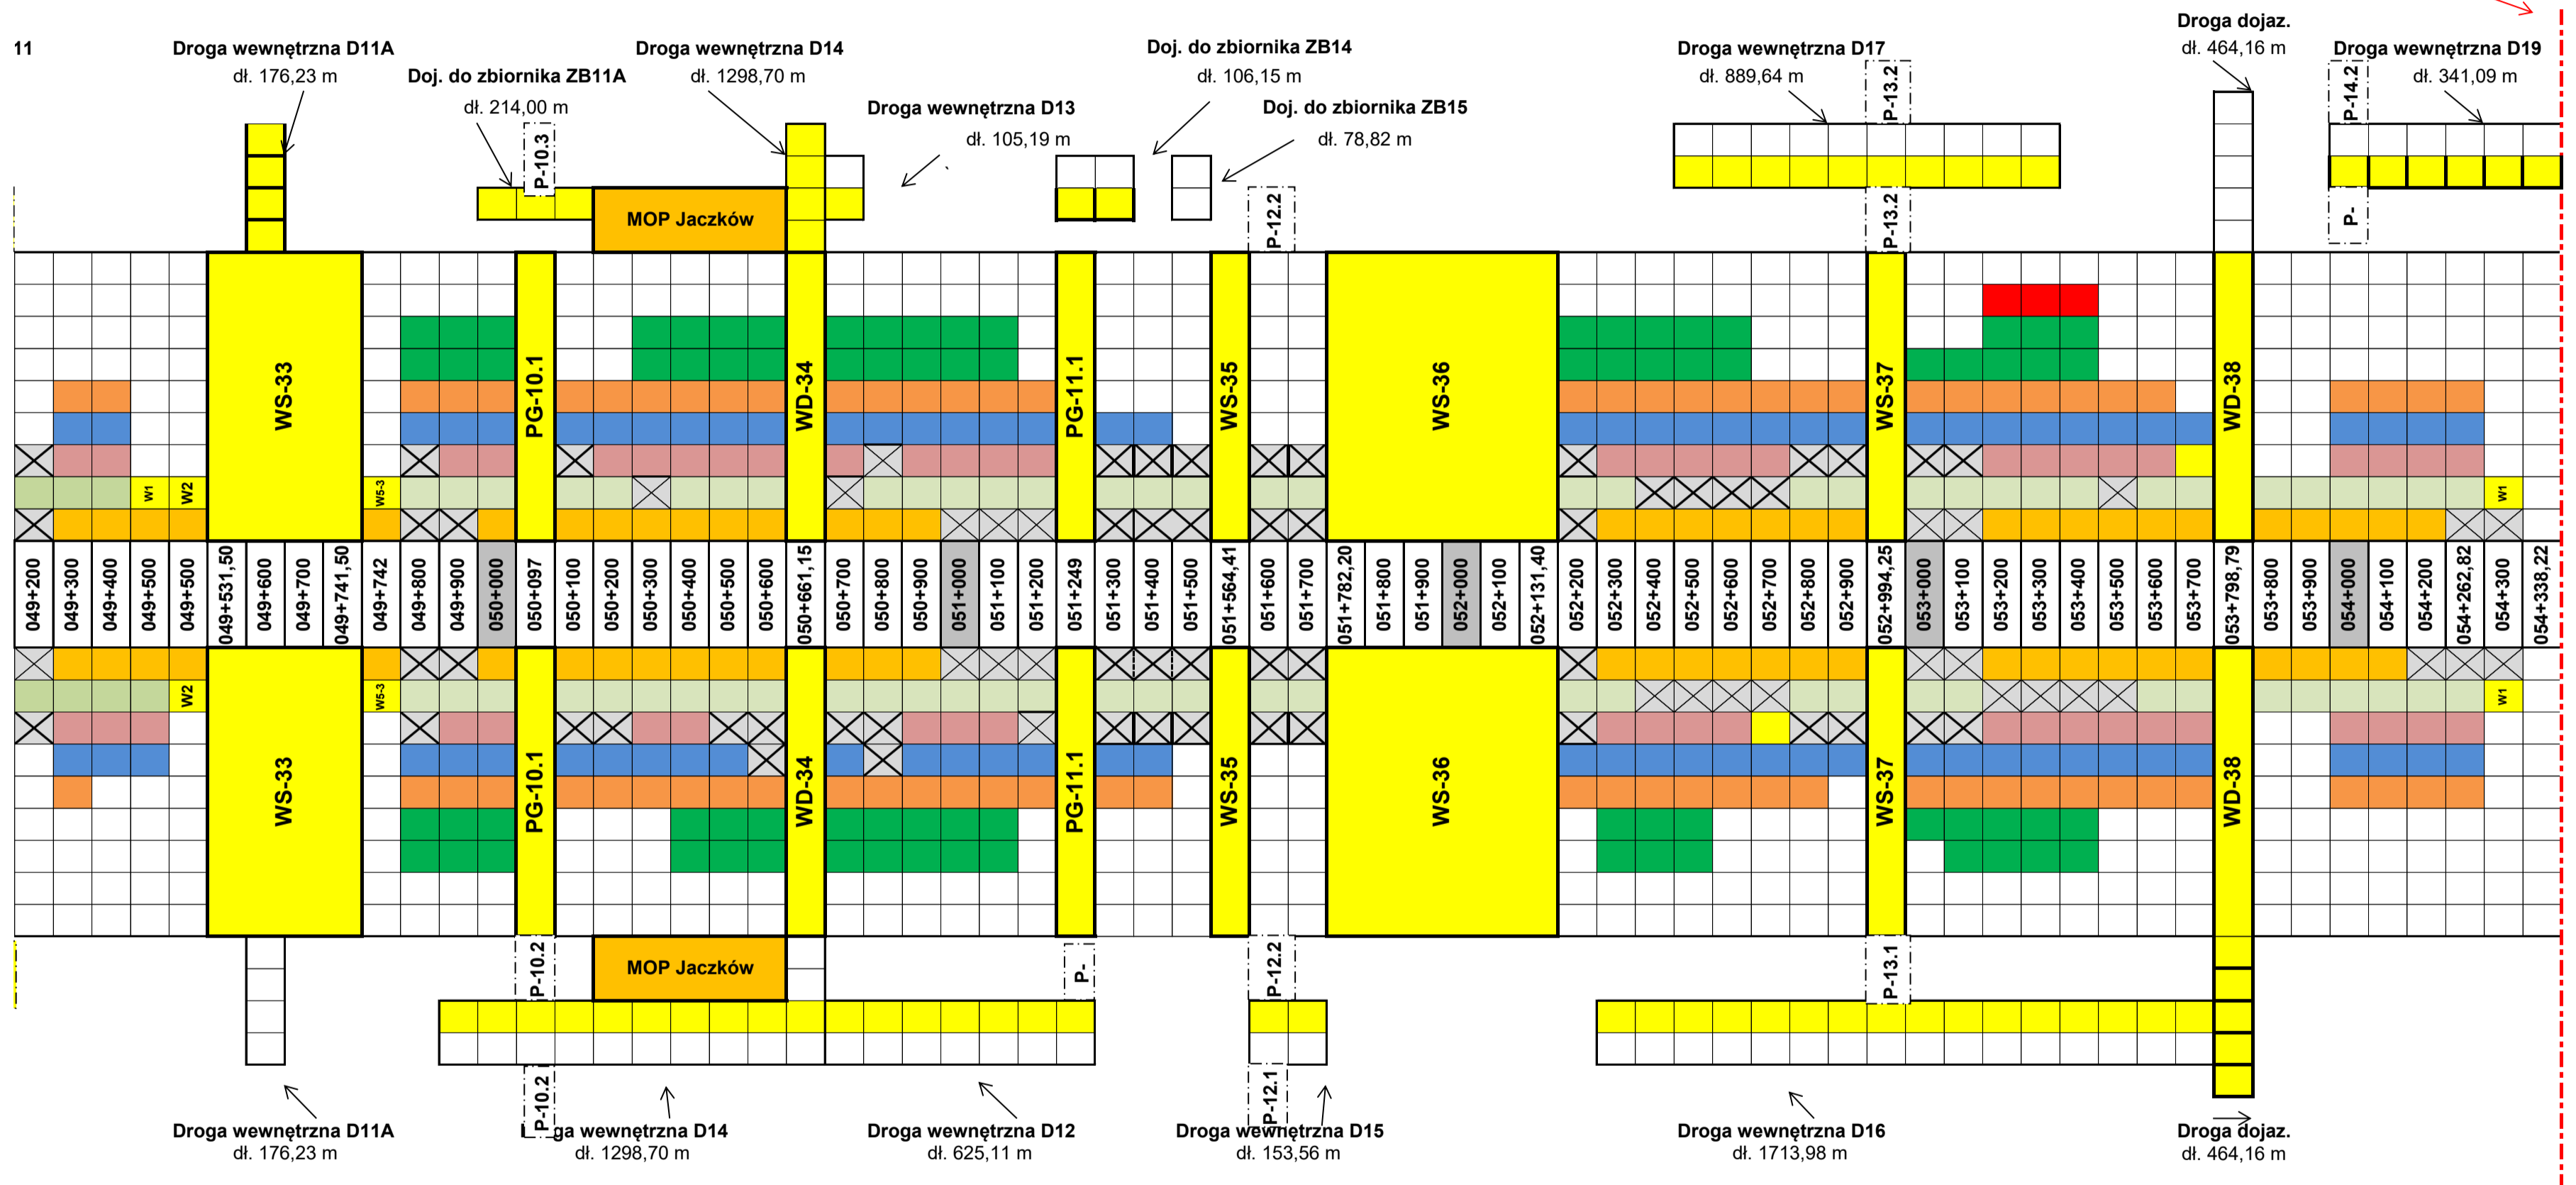 11
Droga wewnętrzna D11A
dł. 176,23 m
Doj. do zbiornika ZB11A
dł. 214,00 m
Droga wewnętrzna D14
dł. 1298,70 m
Droga wewnętrzna D13
dł. 105,19 m
Doj. do zbiornika ZB14
dł. 106,15 m
Doj. do zbiornika ZB15
dł. 78,82 m
Droga wewnętrzna D17
dł. 889,64 m
Droga dojaz.
dł. 464,16 m
Droga wewnętrzna D19
dł. 341,09 m
P-10.3
P-12.2
P-13.2
P-13.2
P-14.2
P-
MOP Jaczków
WS-33
PG-10.1
WD-34
PG-11.1
WS-35
WS-36
WS-37
WD-38
W1
W2
W5-3
W1
049+200
049+300
049+400
049+500
049+500
049+531,50
049+600
049+700
049+741,50
049+742
049+800
049+900
050+000
050+097
050+100
050+200
050+300
050+400
050+500
050+600
050+661,15
050+700
050+800
050+900
051+000
051+100
051+200
051+249
051+300
051+400
051+500
051+564,41
051+600
051+700
051+782,20
051+800
051+900
052+000
052+100
052+131,40
052+200
052+300
052+400
052+500
052+600
052+700
052+800
052+900
052+994,25
053+000
053+100
053+200
053+300
053+400
053+500
053+600
053+700
053+798,79
053+800
053+900
054+000
054+100
054+200
054+262,82
054+300
054+338,22
W2
W5-3
W1
WS-33
PG-10.1
WD-34
PG-11.1
WS-35
WS-36
WS-37
WD-38
P-10.2
MOP Jaczków
P-
P-12.2
P-13.1
P-10.2
P-12.1
Droga wewnętrzna D11A
dł. 176,23 m
ga wewnętrzna D14
dł. 1298,70 m
Droga wewnętrzna D12
dł. 625,11 m
Droga wewnętrzna D15
dł. 153,56 m
Droga wewnętrzna D16
dł. 1713,98 m
Droga dojaz.
dł. 464,16 m